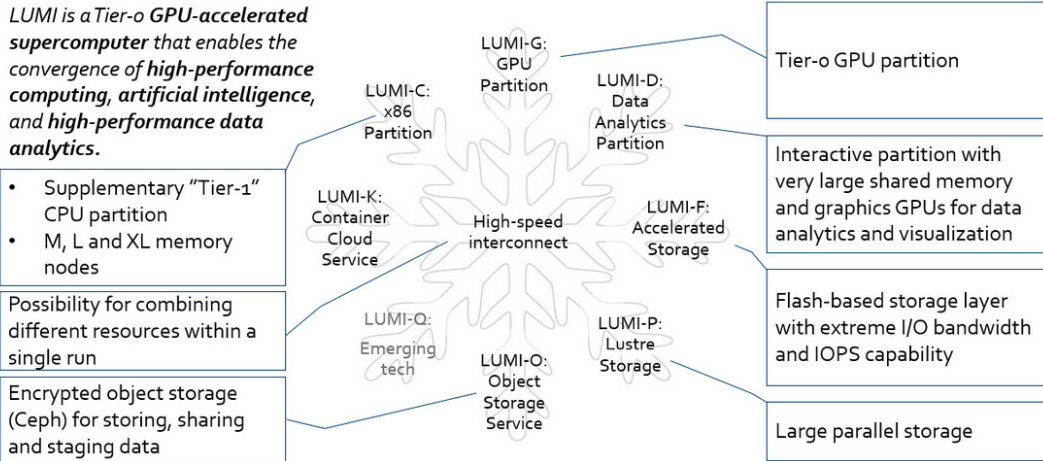 LUMI is a Tier-0 GPU-accelerated
supercomputer that enables the
convergence of high-performance
computing, artificial intelligence,
and high-performance data
analytics.
LUMI-G:
GPU
Partition
Tier-0 GPU partition
LUMI-C:
x86
Partition
LUMI-D:
Data
Analytics
Partition
• Supplementary "Tier-1"
CPU partition
• M, L and XL memory
nodes
Interactive partition with
very large shared memory
and graphics GPUs for data
analytics and visualization
LUMI-K:
Container
Cloud
Service
High-speed
interconnect
LUMI-F:
Accelerated
Storage
Possibility for combining
different resources within a
single run
Flash-based storage layer
with extreme I/O bandwidth
and IOPS capability
LUMI-Q:
Emerging
tech
LUMI-P:
Lustre
Storage
LUMI-O:
Object
Storage
Service
Encrypted object storage
(Ceph) for storing, sharing
and staging data
Large parallel storage